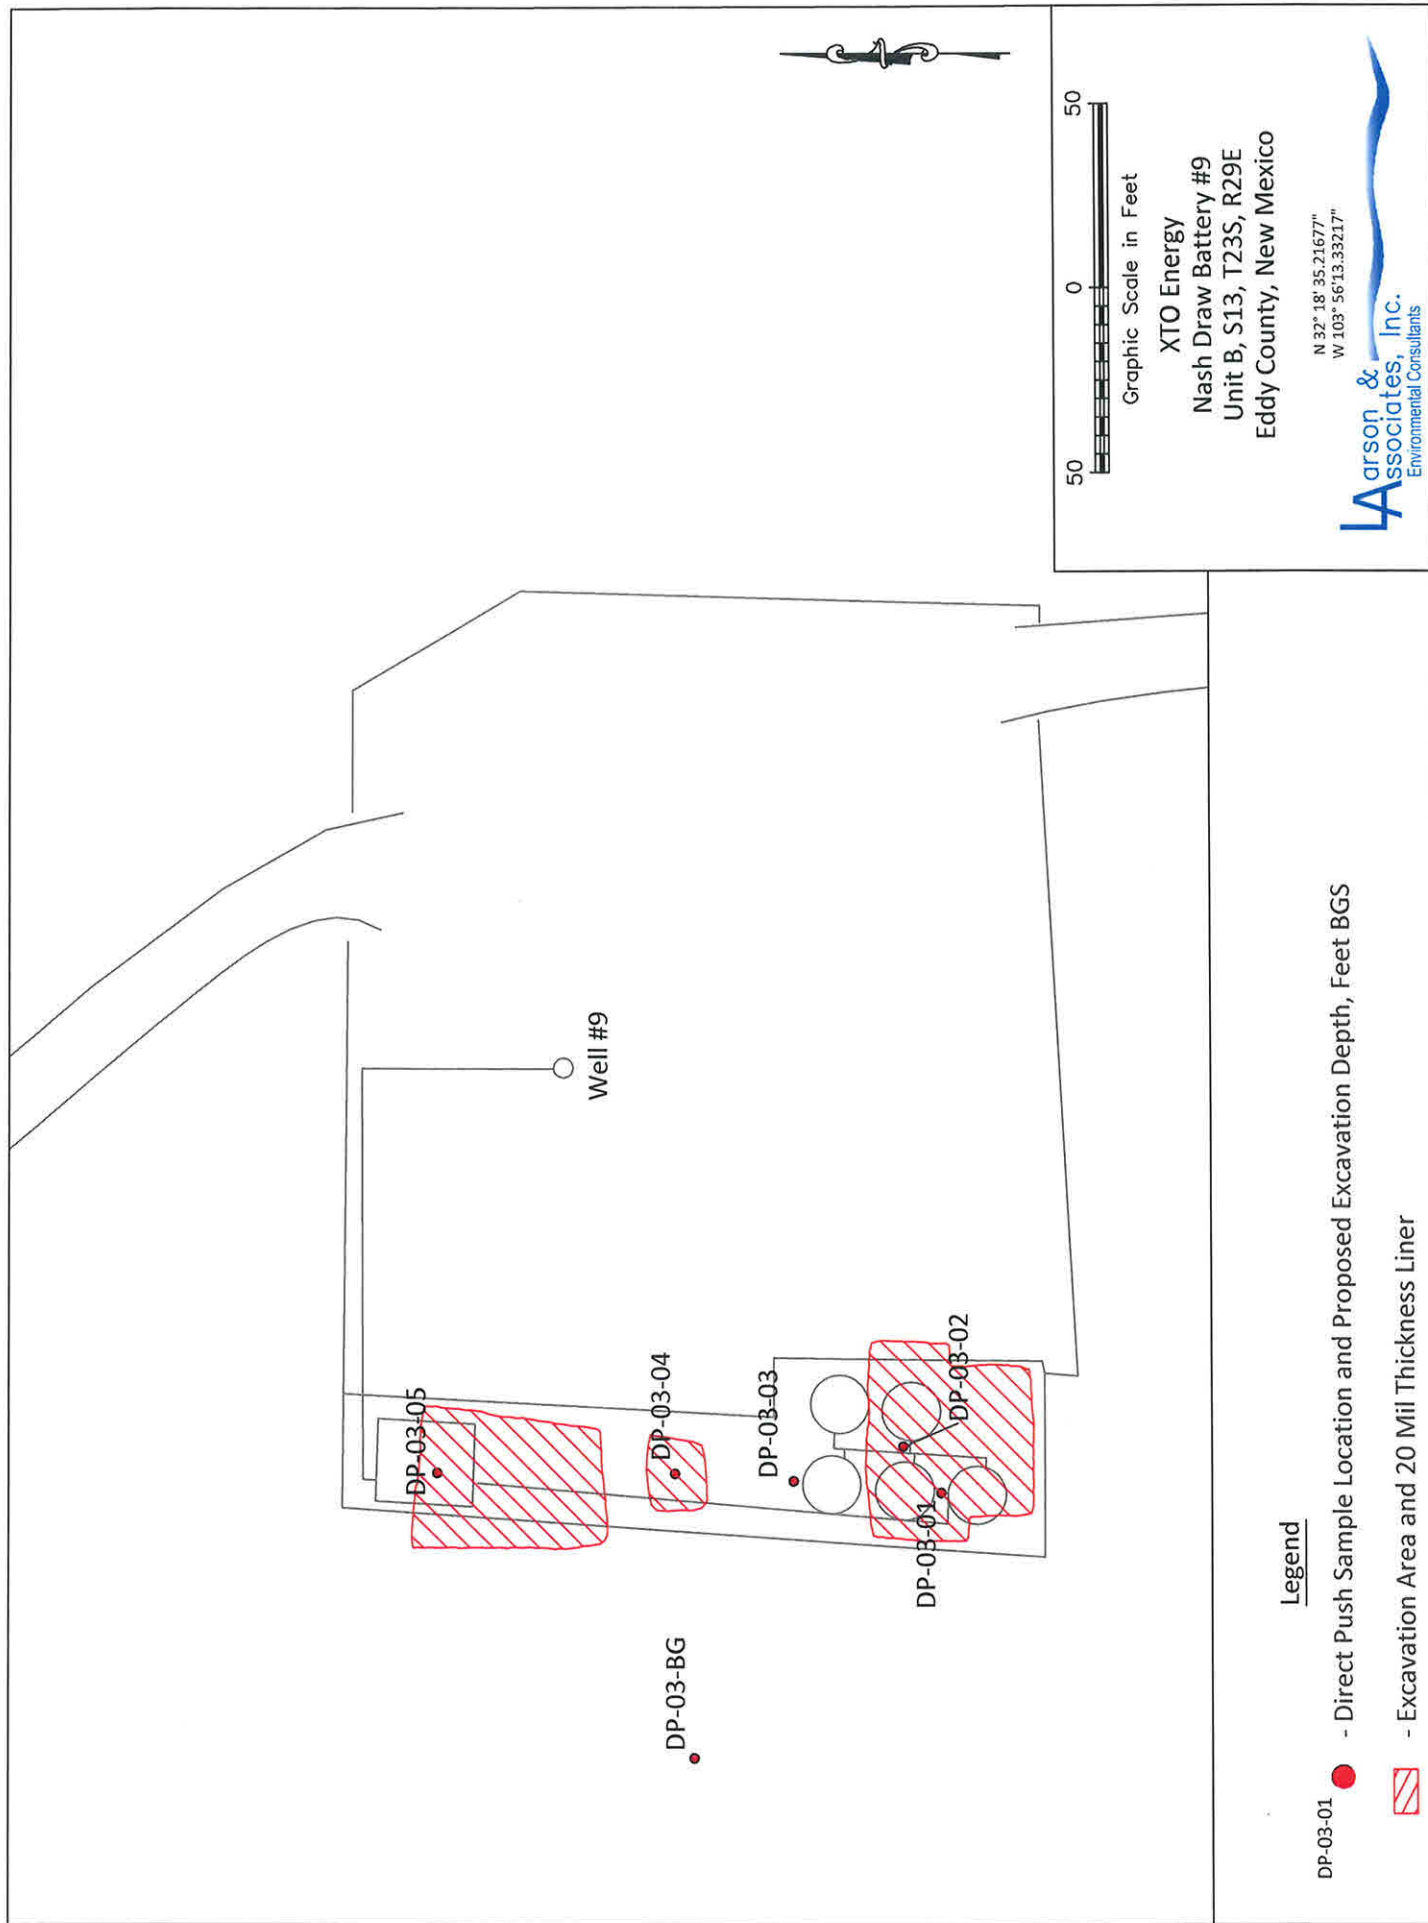 DP-03-05
Well #9
DP-03-04
DP-03-BG
DP-03-03
DP-03-02
DP-03-01
50
0
50
Graphic Scale in Feet
XTO Energy
Nash Draw Battery #9
Unit B, S13, T23S, R29E
Eddy County, New Mexico
N 32° 18' 35.21677"
W 103° 56'13.33217"
Larson &
Associates, Inc.
Environmental Consultants
Legend
DP-03-01
- Direct Push Sample Location and Proposed Excavation Depth, Feet BGS
- Excavation Area and 20 Mil Thickness Liner